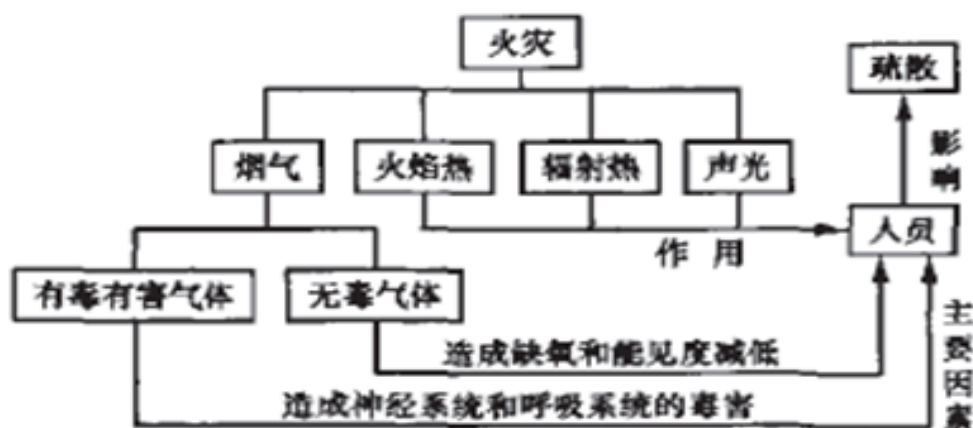 火灾
疏散
烟气
火焰热
辐射热
声光
影响
人员
作用
有毒有害气体
无毒气体
主要因素
造成缺氧和能见度减低
造成神经系统和呼吸系统的毒害